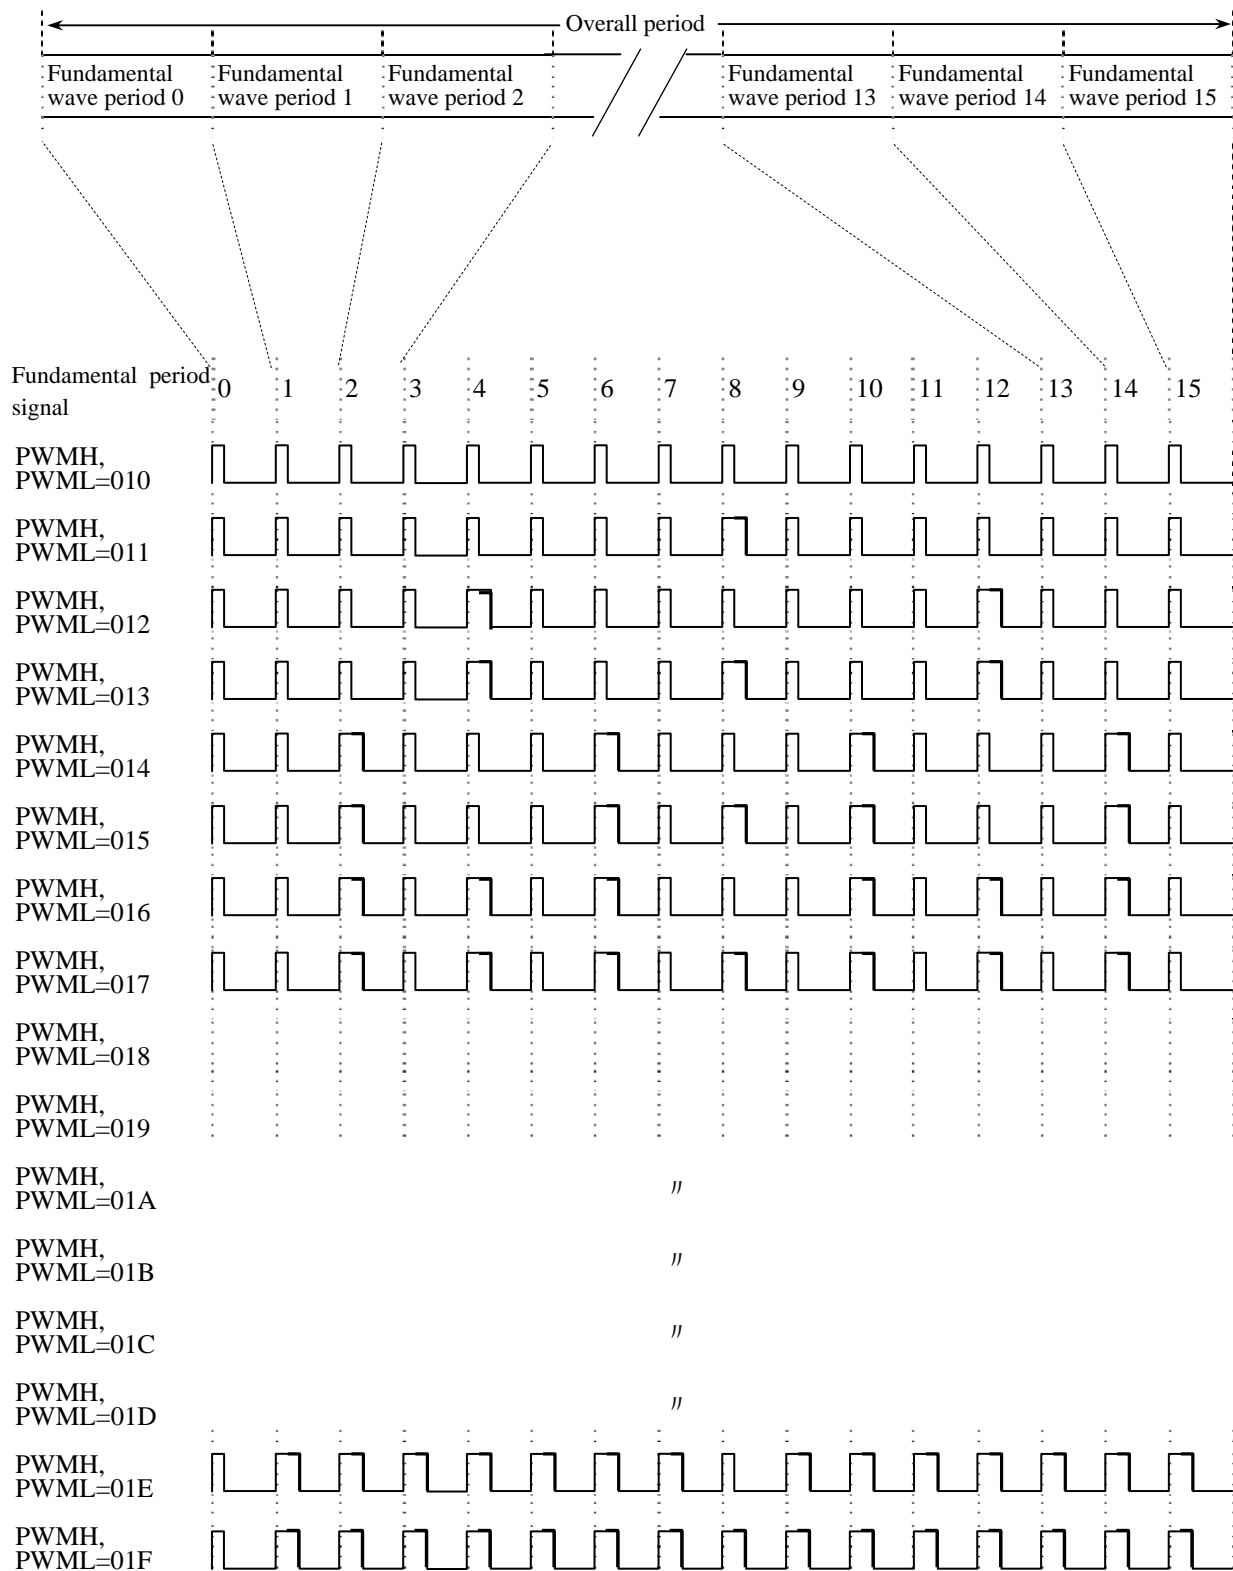 Overall period
Fundamental wave period 0
Fundamental wave period 1
Fundamental wave period 2
Fundamental wave period 13
Fundamental wave period 14
Fundamental wave period 15
Fundamental period signal
0 1 2 3 4 5 6 7 8 9 10 11 12 13 14 15
PWMH,
PWML=010
PWMH,
PWML=011
PWMH,
PWML=012
PWMH,
PWML=013
PWMH,
PWML=014
PWMH,
PWML=015
PWMH,
PWML=016
PWMH,
PWML=017
PWMH,
PWML=018
PWMH,
PWML=019
PWMH,
PWML=01A
〃
PWMH,
PWML=01B
〃
PWMH,
PWML=01C
〃
PWMH,
PWML=01D
〃
PWMH,
PWML=01E
PWMH,
PWML=01F